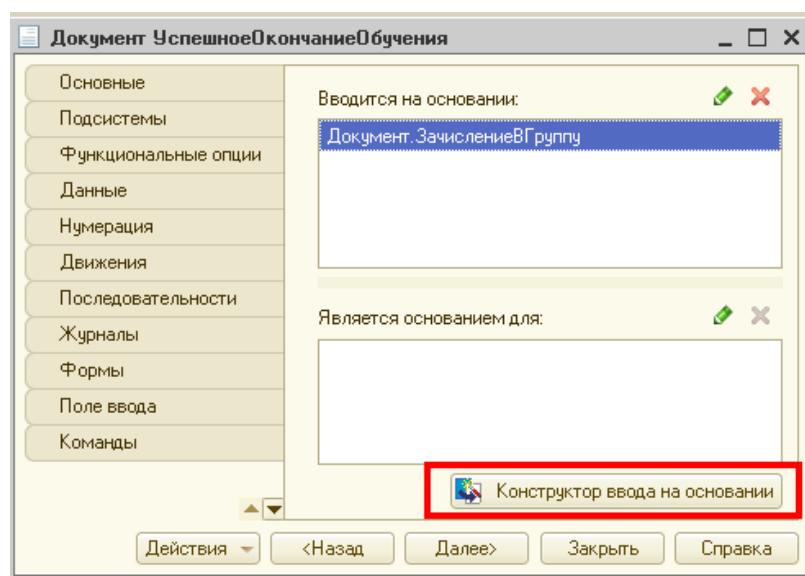 Документ УспешноеОкончаниеОбучения
Основные
Подсистемы
Функциональные опции
Данные
Нумерация
Движения
Последовательности
Журналы
Формы
Поле ввода
Команды
Вводится на основании:
Документ.ЗачислениеВГруппу
Является основанием для:
Конструктор ввода на основании
Действия
<Назад
Далее>
Закрыть
Справка